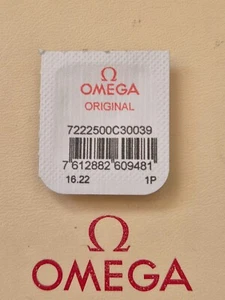 OMEGA
ORIGINAL
7222500C30039
7 612882 609481
16.22 1P
OMEGA